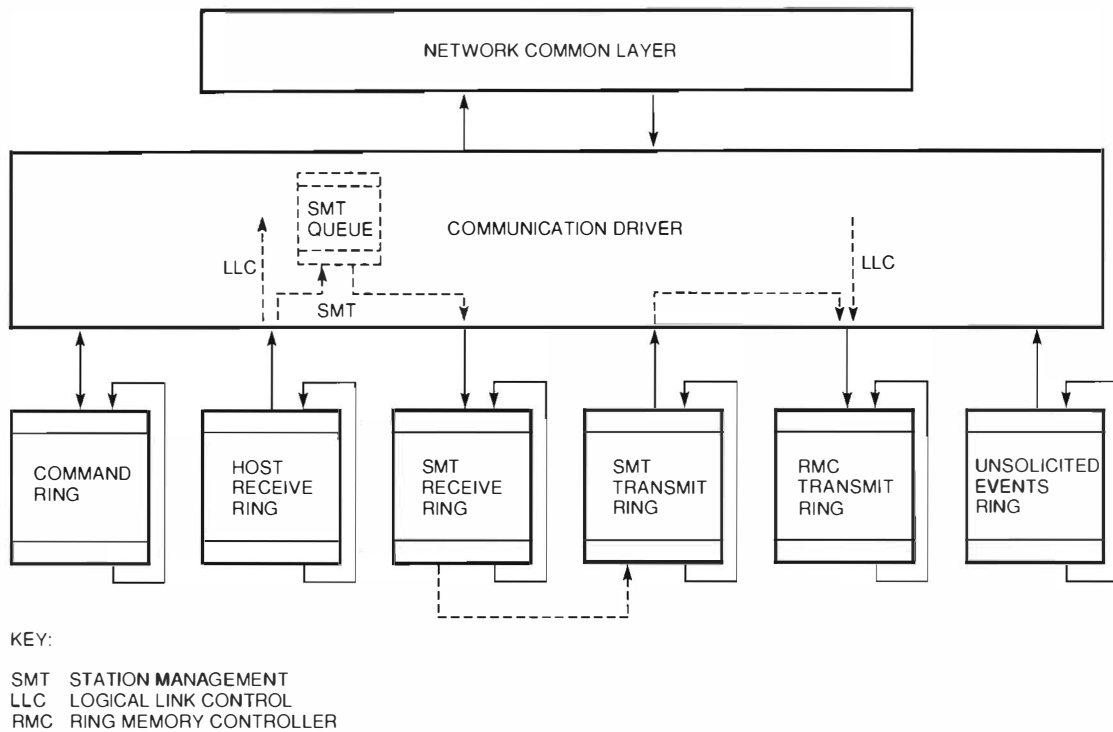 NETWORK COMMON LAYER
SMT
QUEUE
COMMUNICATION DRIVER
LLC
LLC
SMT
COMMAND
RING
HOST
RECEIVE
RING
SMT
RECEIVE
RING
SMT
TRANSMIT
RING
RMC
TRANSMIT
RING
UNSOLICITED
EVENTS
RING
KEY:
SMT STATION MANAGEMENT
LLC LOGICAL LINK CONTROL
RMC RING MEMORY CONTROLLER